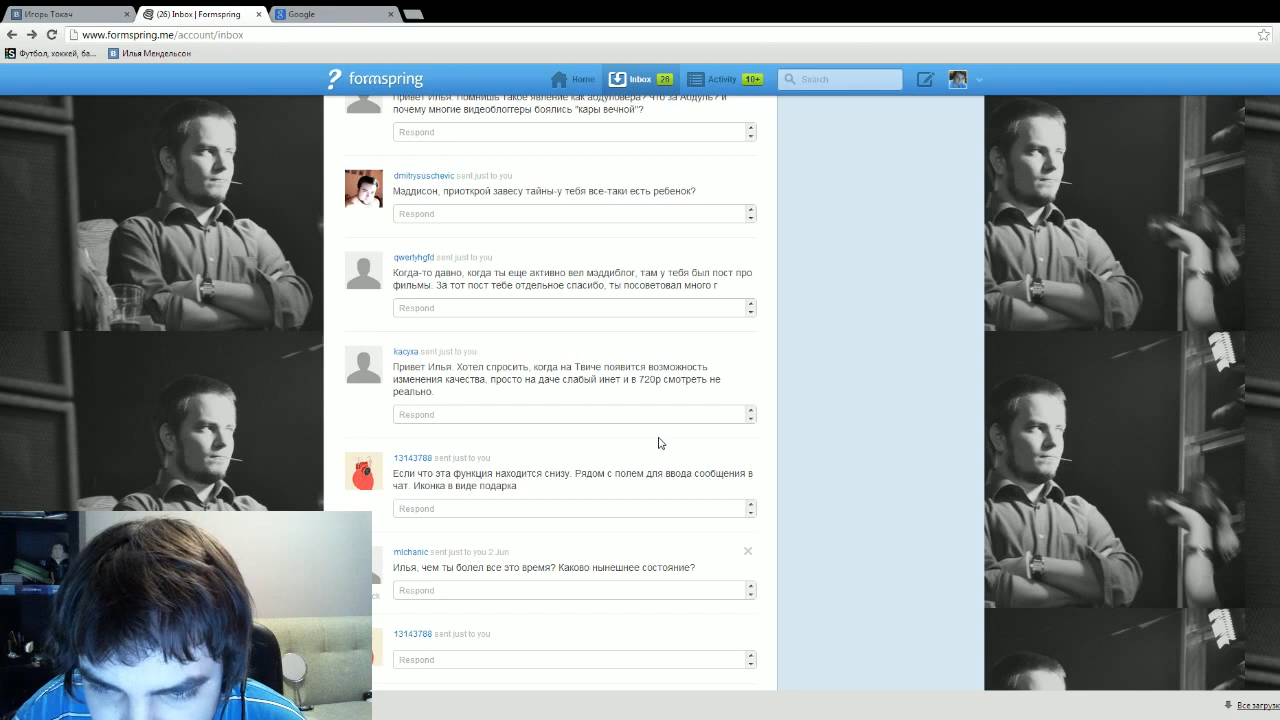 Игорь Токач
(26) Inbox | Formspring
Google
www.formspring.me/account/inbox
Футбол, хоккей, ба...
Илья Мендельсон
formspring
Home
Inbox
26
Activity
10+
Search
Привет Илья. Помнишь такое явление как абдуловера? Что за Абдуль? и
почему многие видеоблоггеры боялись "кары вечной"?
Respond
dmitrysuschevic sent just to you
Мэддисон, приоткрой завесу тайны-у тебя все-таки есть ребенок?
Respond
qwertyhgfd sent just to you
Когда-то давно, когда ты еще активно вел мэддиблог, там у тебя был пост про
фильмы. За тот пост тебе отдельное спасибо, ты посоветовал много г
Respond
kacyxa sent just to you
Привет Илья. Хотел спросить, когда на Твиче появится возможность
изменения качества, просто на даче слабый инет и в 720р смотреть не
реально.
Respond
13143788 sent just to you
Если что эта функция находится снизу. Рядом с полем для ввода сообщения в
чат. Иконка в виде подарка
Respond
michanic sent just to you 2 Jun
Илья, чем ты болел все это время? Каково нынешнее состояние?
Respond
13143788 sent just to you
Respond